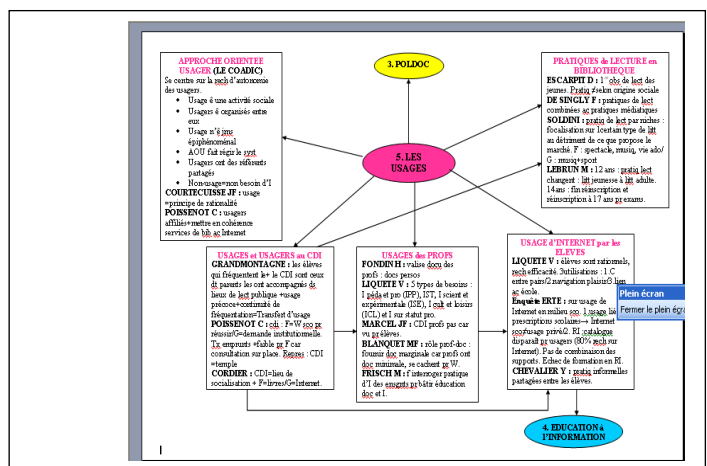 APPROCHE ORIENTEE
USAGER (LE COADIC)
Se centre sur la rech d'autonomie
des usagers.
• Usage é une activité sociale
• Usagers é organisés entre
eux
• Usage n'é jms
épiphénoménal
• AOU fait régir le syst
• Usagers ont des référents
partagés
• Non-usage=non besoin d'I
COURTECUISSE JF : usage
=principe de rationalité
POISSENOT C : usagers
affiliés=mettre en cohérence
services de bib ac Internet
3. POLDOC
PRATIQUES de LECTURE en
BIBLIOTHEQUE
ESCARPIT D : 1° obs de lect des
jeunes. Pratiq ≠selon origine sociale
DE SINGLY F : pratiques de lect
combinées ac pratiques médiatiques
SOLDINI : pratiq de lect par niches :
focalisation sur 1certain type de litt
au détriment de ce que propose le
marché. F : spectacle, musiq, vie ado/
G : musiq+sport
LEBRUN M : 12 ans : pratiq lect
changent : litt jeunesse à litt adulte.
14ans : fin réinscription et
réinscription à 17 ans pr exams.
5. LES
USAGES
USAGES et USAGERS au CDI
GRANDMONTAGNE : les élèves
qui fréquentent le+ le CDI sont ceux
dt parents les ont accompagnés ds
lieux de lect publique +usage
précoce+continuité de
fréquentation=Transfert d'usage
POISSENOT C : cdi : F=W sco pr
réussir/G=demande institutionnelle.
Tx emprunts +faible pr F car
consultation sur place. Repres : CDI
=temple
CORDIER : CDI=lieu de
socialisation + F=livres/G=Internet.
USAGES des PROFS
FONDIN H : valise docu des
profs : docs persos
LIQUETE V : 5 types de besoins :
I péda et pro (IPP), IST, I scient et
expérimentale (ISE), I cult et loisirs
(ICL) et I sur statut pro.
MARCEL JF : CDI profs pas car
vu pr élèves.
BLANQUET MF : rôle prof-doc :
fournir doc marginale car profs ont
doc minimale, se cachent pr W.
FRISCH M : f interroger pratique
d'I des ensgnts pr bâtir éducation
doc et I.
USAGE D'INTERNET par les
ELEVES
LIQUETE V : élèves sont rationnels,
rech efficacité. 3utilisations : 1.C
entre pairs/2.navigation plaisir/3.lien
ac école.
Enquête ERTE : sur usage de
Internet en milieu sco. 1.usage lié
prescriptions scolaires→ Internet
sco≠usage privé/2. RI :catalogue
disparaît pr usagers (80% rech sur
Internet). Pas de combinaison des
supports. Echec de formation en RI.
CHEVALIER Y : pratiq informelles
partagées entre les élèves.
Plein écran
Fermer le plein
4. EDUCATION à
l'INFORMATION